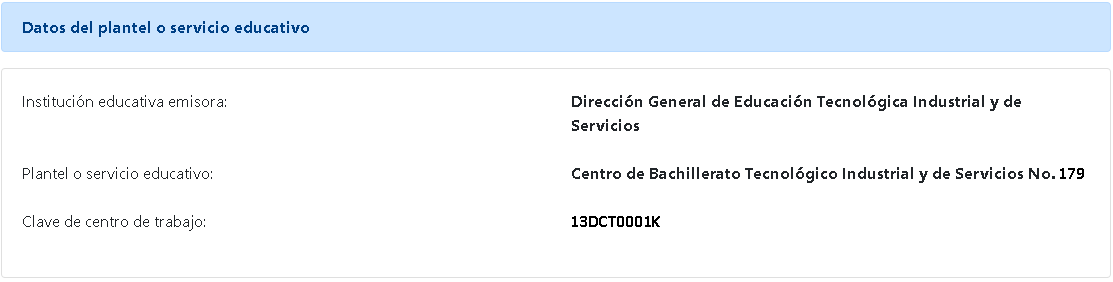 Datos del plantel o servicio educativo
Institución educativa emisora:
Dirección General de Educación Tecnológica Industrial y de
Servicios
Plantel o servicio educativo:
Centro de Bachillerato Tecnológico Industrial y de Servicios No. 179
Clave de centro de trabajo:
13DCT0001K